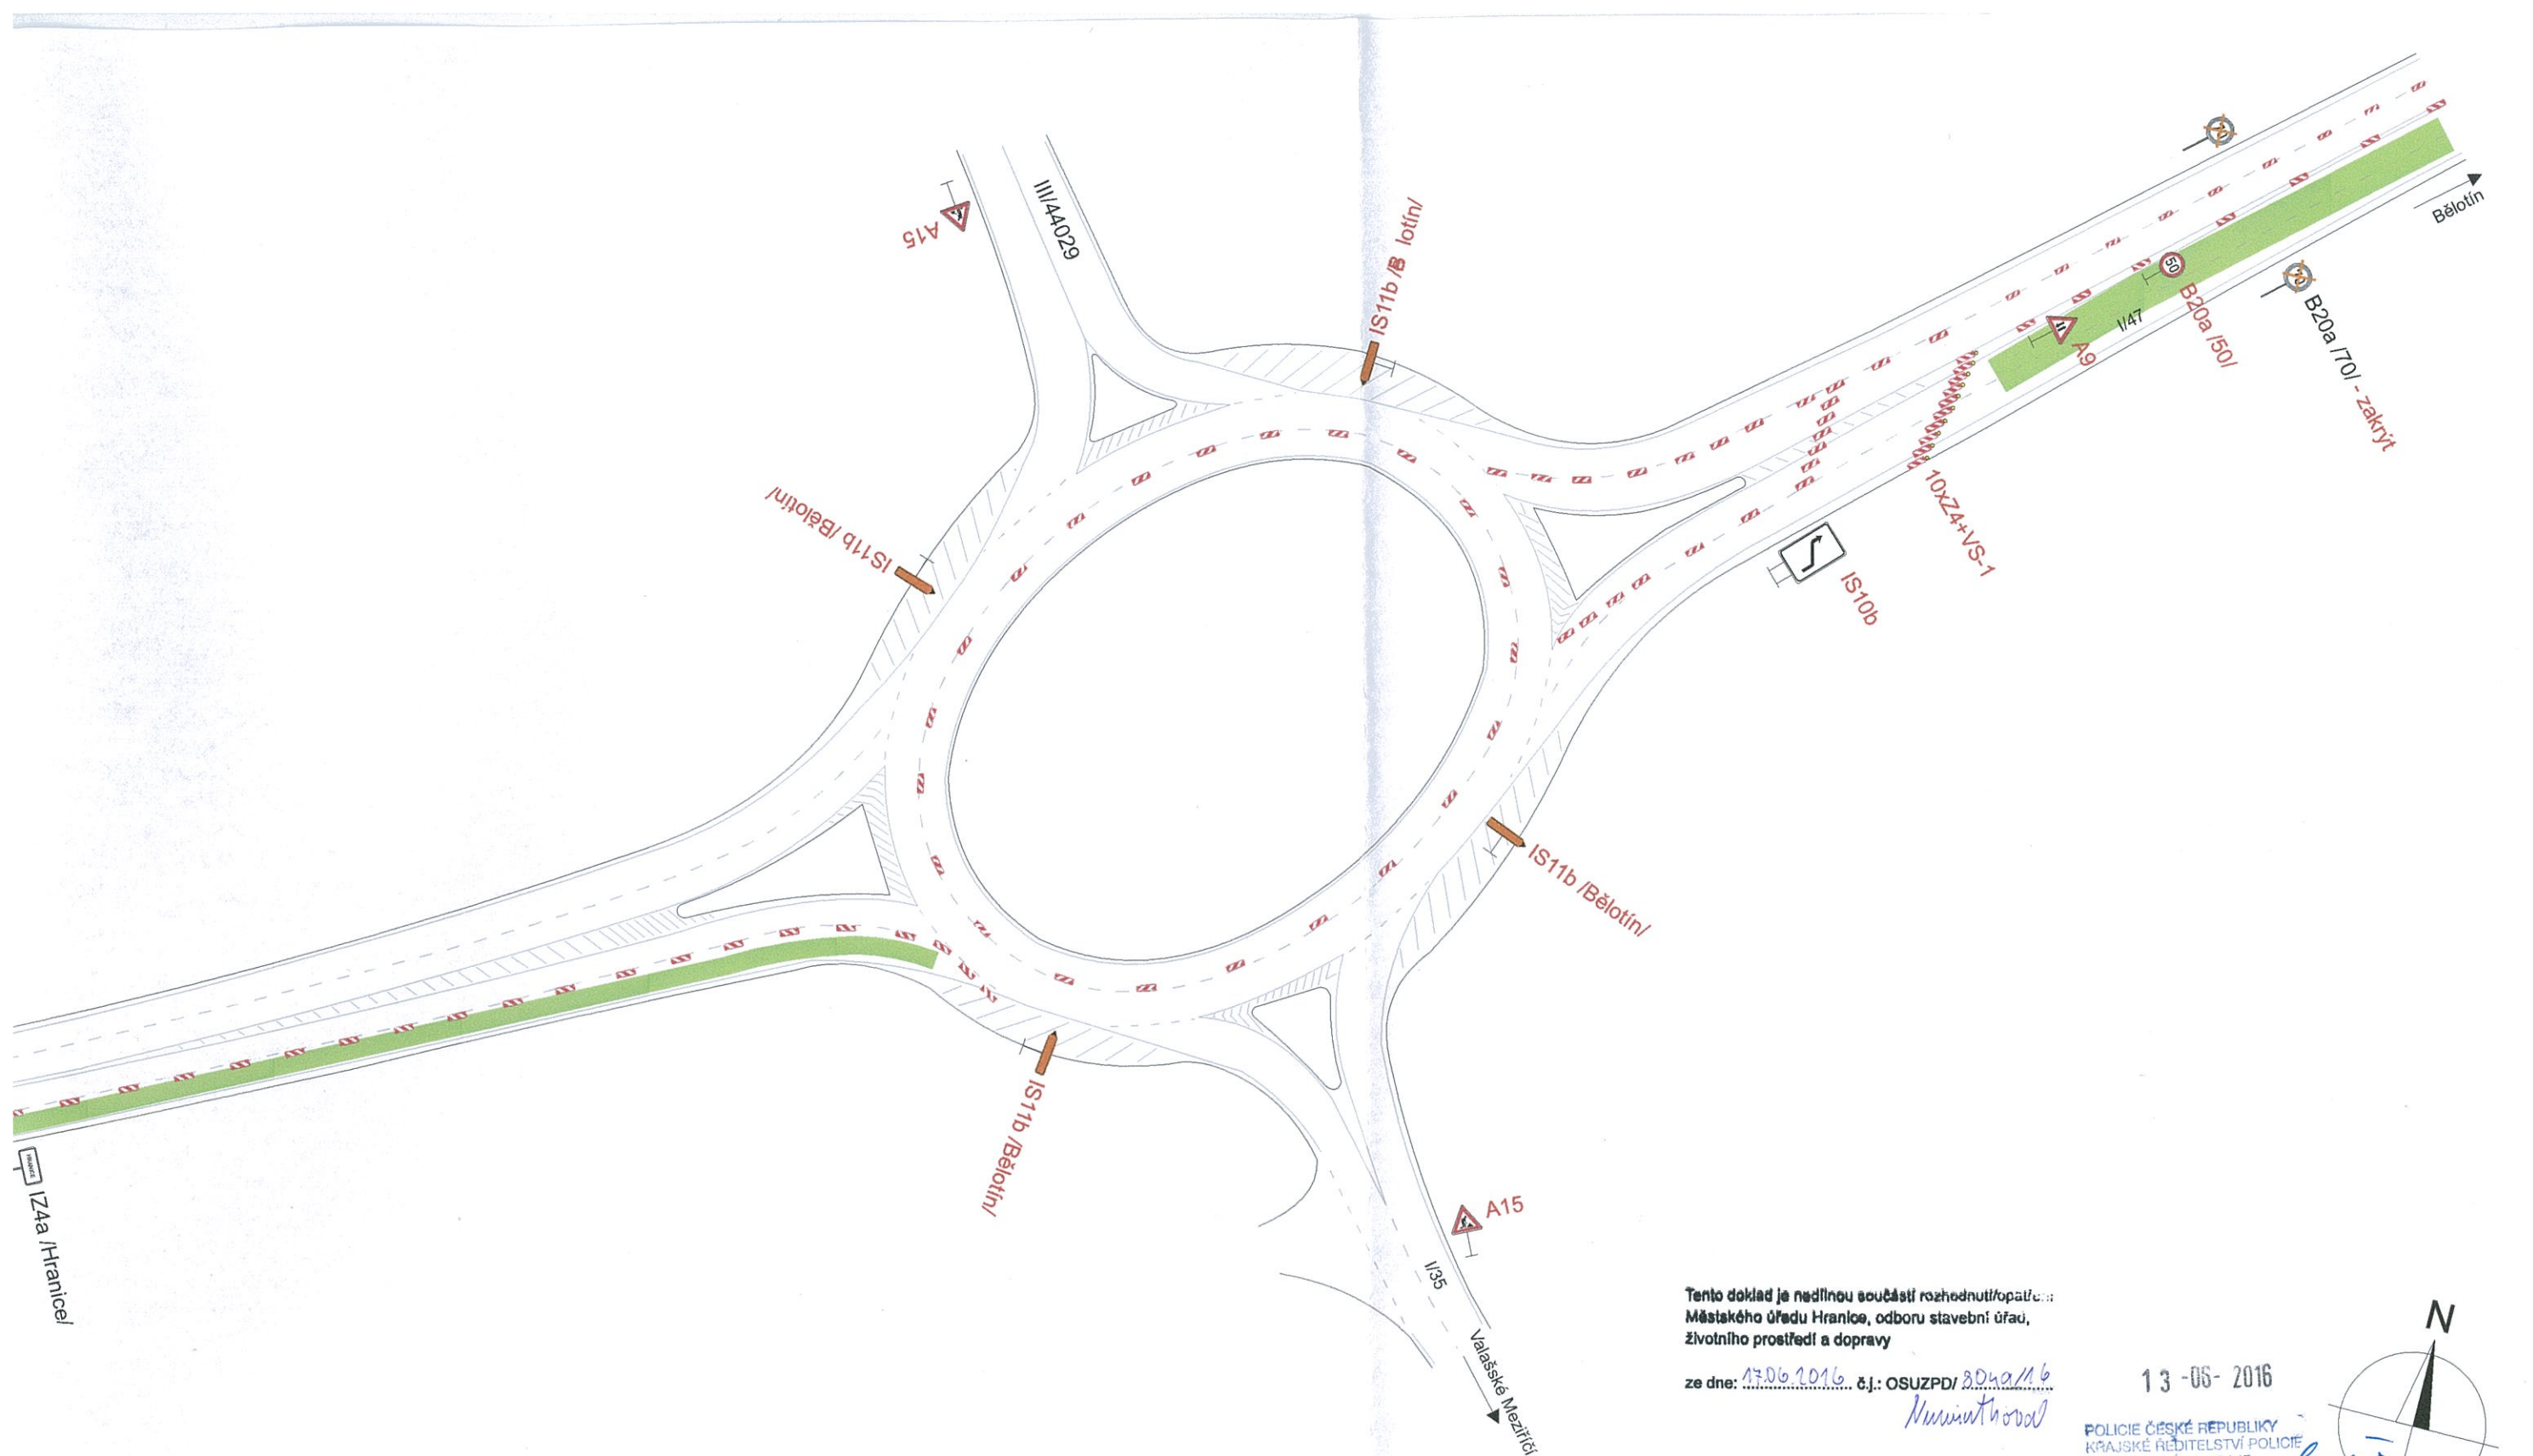 III/44029
A15
IS11b /B lotín/
Bělotín
I/47
B20a /50/
A9
50
B20a /70/ - zakrýt
10xZ4+VS-1
IS10b
IS11b /Bělotín/
IS11b /Bělotín/
IS11b /Bělotín/
IZ4a /Hranice/
A15
I/35
Valašské Meziříčí
Tento doklad je nedílnou součástí rozhodnutí/opatření
Městského úřadu Hranice, odboru stavební úřad,
životního prostředí a dopravy
ze dne: 17.06.2016 č.j.: OSUZPD/
13 -06- 2016
POLICIE ČESKÉ REPUBLIKY
KRAJSKÉ ŘEDITELSTVÍ POLICIE
N